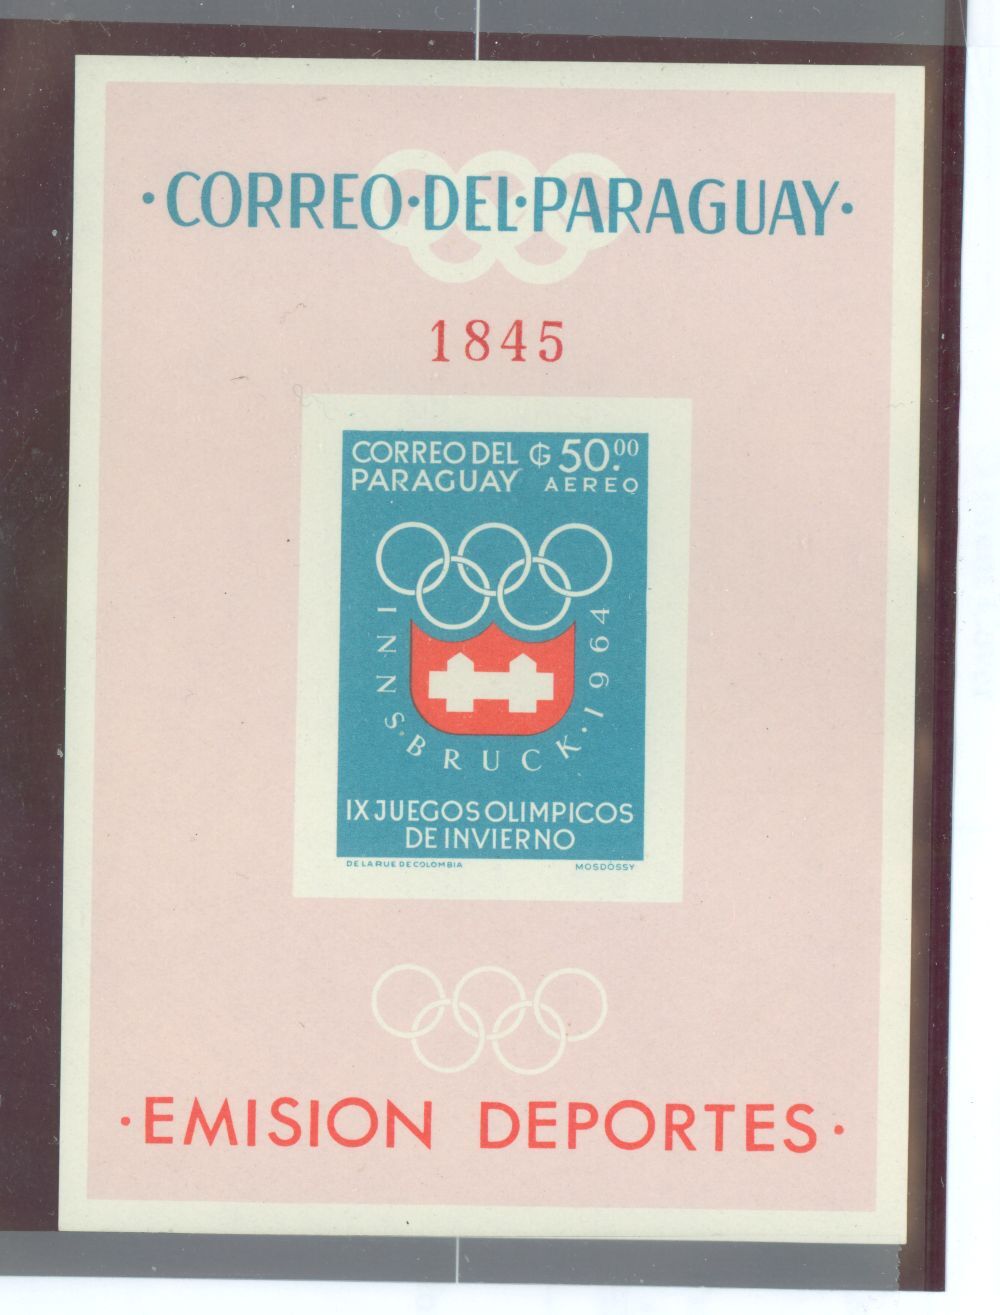 ·CORREO·DEL·PARAGUAY·
1845
CORREO DEL ₲ 50.00
PARAGUAY AEREO
INNSBRUCK·1964
IX JUEGOS OLIMPICOS
DE INVIERNO
DE LA RUE DE COLOMBIA MOSDÓSSY
·EMISION DEPORTES·